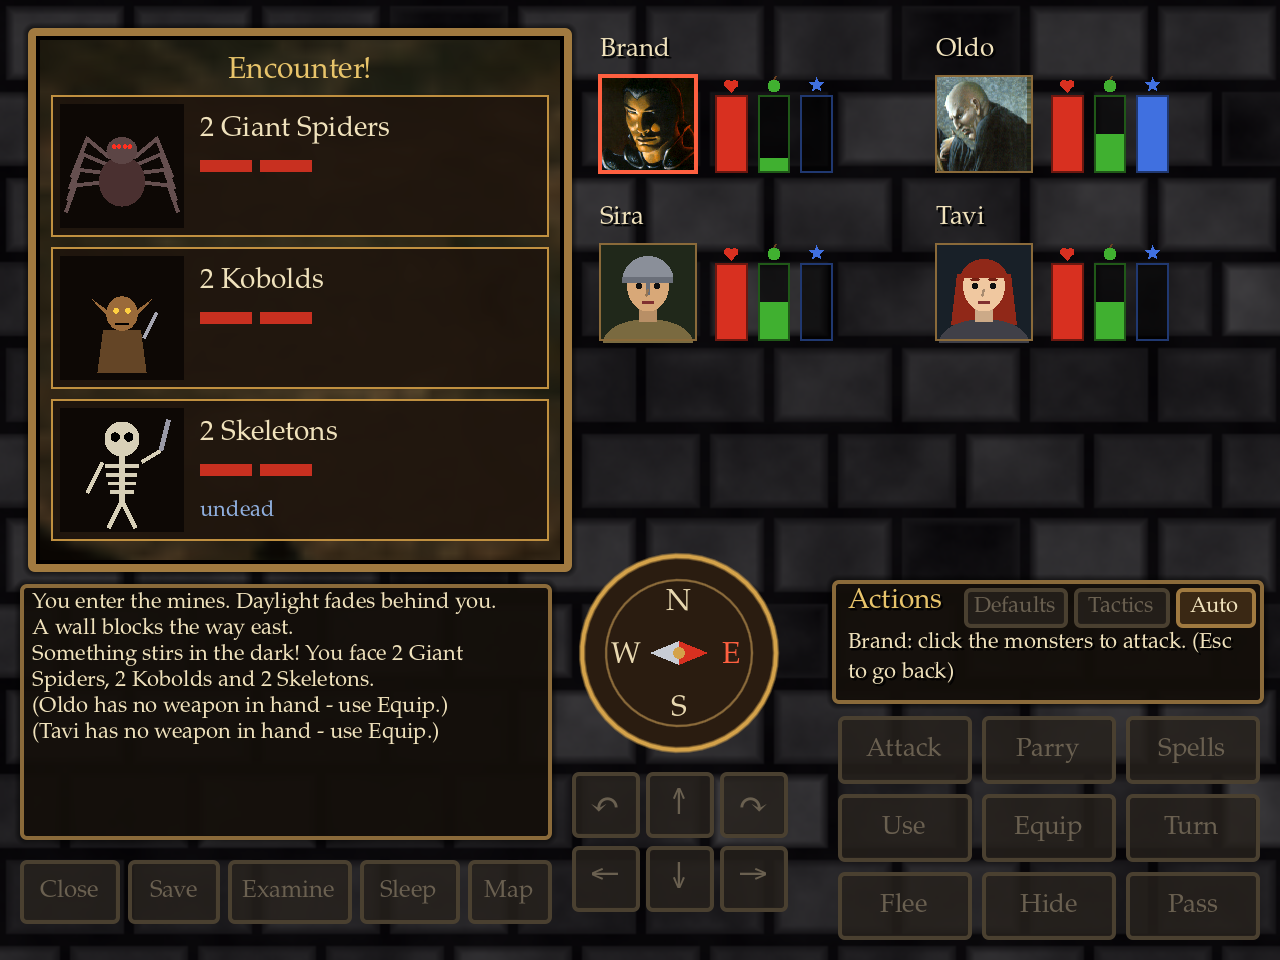 Encounter!
2 Giant Spiders
2 Kobolds
2 Skeletons
undead
Brand
Oldo
Sira
Tavi
You enter the mines. Daylight fades behind you.
A wall blocks the way east.
Something stirs in the dark! You face 2 Giant
Spiders, 2 Kobolds and 2 Skeletons.
(Oldo has no weapon in hand - use Equip.)
(Tavi has no weapon in hand - use Equip.)
N
W E
S
Actions Defaults Tactics Auto
Brand: click the monsters to attack. (Esc
to go back)
Attack Parry Spells
Use Equip Turn
Flee Hide Pass
Close Save Examine Sleep Map